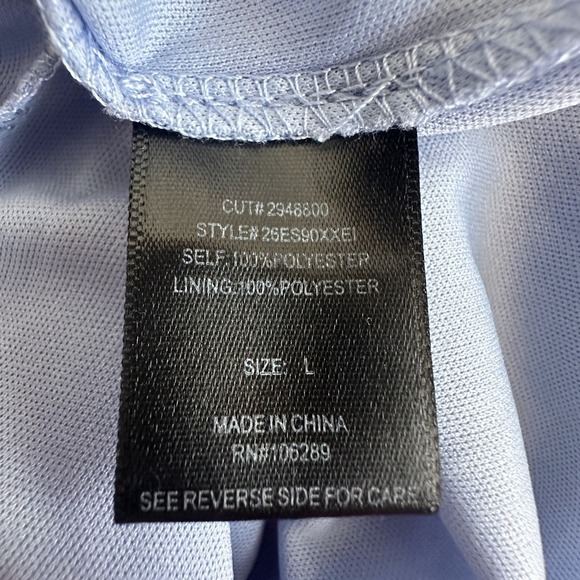 CUT# 2948800
STYLE# 26ES90XXEI
SELF:100%POLYESTER
LINING:100%POLYESTER
SIZE: L
MADE IN CHINA
RN#106289
SEE REVERSE SIDE FOR CARE